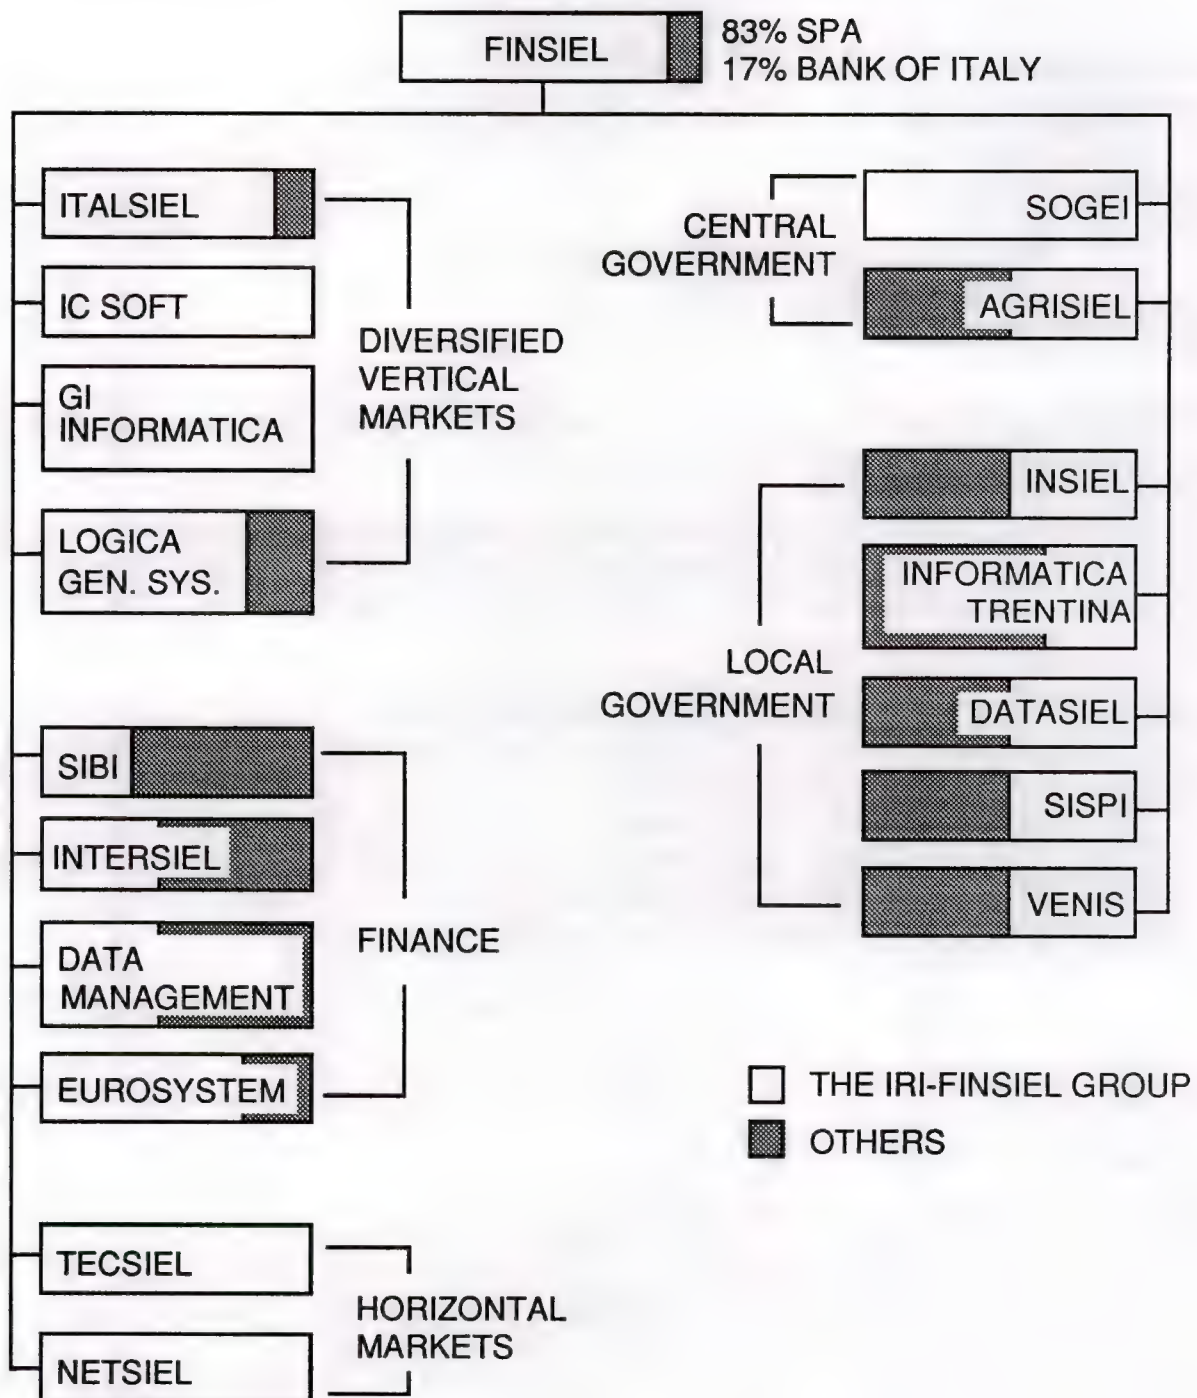 FINSIEL
83% SPA
17% BANK OF ITALY
ITALSIEL
IC SOFT
GI
INFORMATICA
LOGICA
GEN. SYS.
DIVERSIFIED
VERTICAL
MARKETS
SIBI
INTERSIEL
DATA
MANAGEMENT
EUROSYSTEM
FINANCE
TECSIEL
NETSIEL
HORIZONTAL
MARKETS
CENTRAL
GOVERNMENT
SOGEI
AGRISIEL
LOCAL
GOVERNMENT
INSIEL
INFORMATICA
TRENTINA
DATASIEL
SISPI
VENIS
THE IRI-FINSIEL GROUP
OTHERS